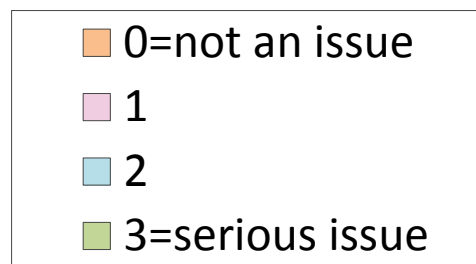 0=not an issue
1
2
3=serious issue